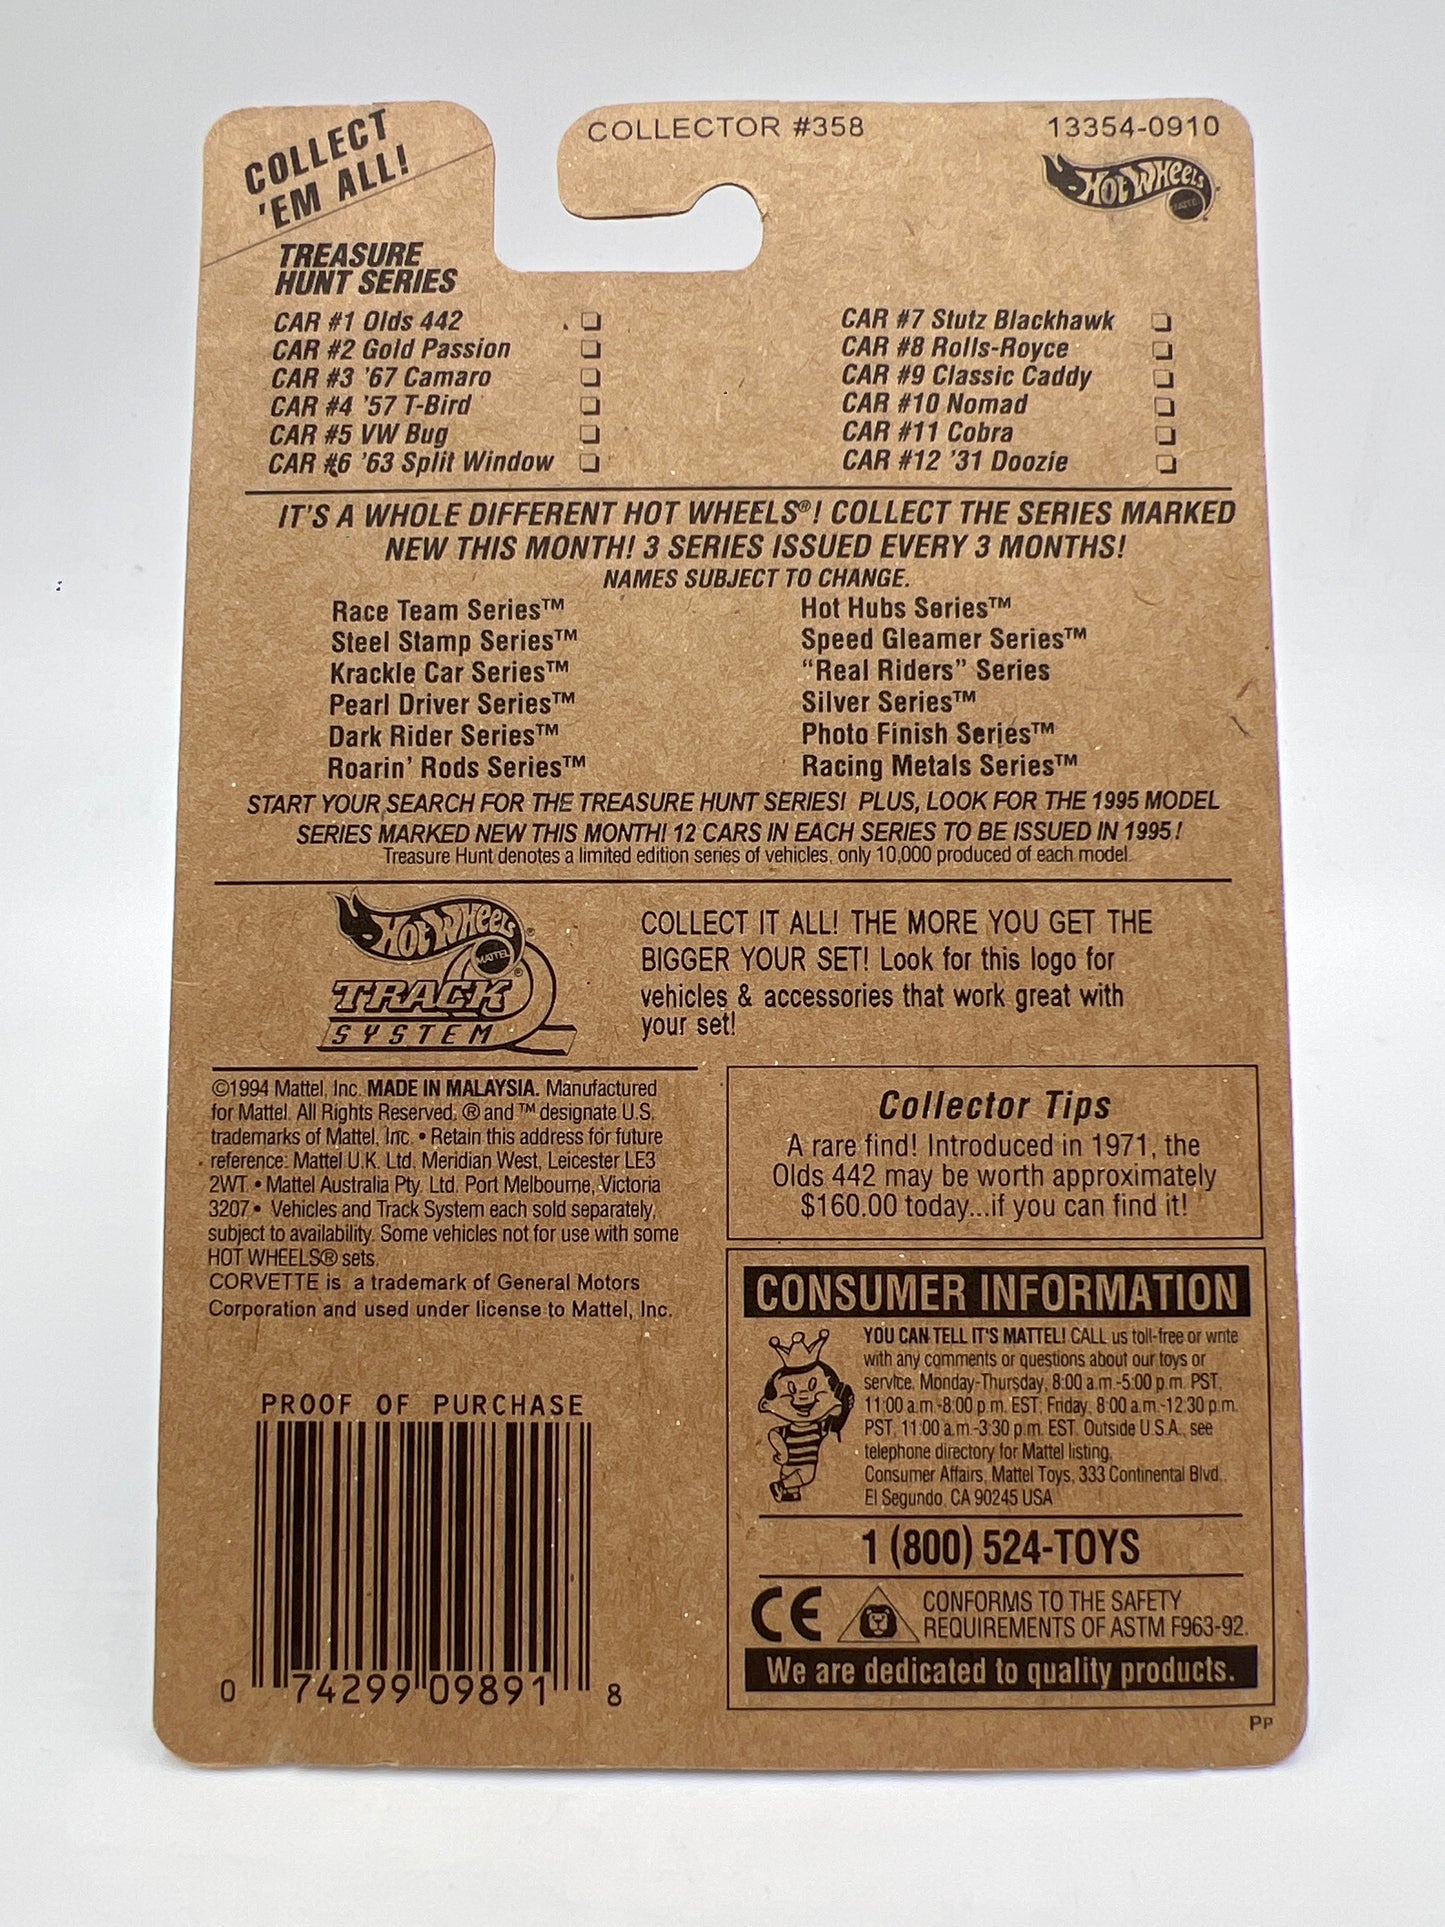 COLLECT
'EM ALL!
COLLECTOR #358
13354-0910
HOT WHEELS
MATTEL
TREASURE
HUNT SERIES
CAR #1 Olds 442
CAR #2 Gold Passion
CAR #3 '67 Camaro
CAR #4 '57 T-Bird
CAR #5 VW Bug
CAR #6 '63 Split Window
CAR #7 Stutz Blackhawk
CAR #8 Rolls-Royce
CAR #9 Classic Caddy
CAR #10 Nomad
CAR #11 Cobra
CAR #12 '31 Doozie
IT'S A WHOLE DIFFERENT HOT WHEELS®! COLLECT THE SERIES MARKED
NEW THIS MONTH! 3 SERIES ISSUED EVERY 3 MONTHS!
NAMES SUBJECT TO CHANGE.
Race Team Series™
Steel Stamp Series™
Krackle Car Series™
Pearl Driver Series™
Dark Rider Series™
Roarin' Rods Series™
Hot Hubs Series™
Speed Gleamer Series™
“Real Riders” Series
Silver Series™
Photo Finish Series™
Racing Metals Series™
START YOUR SEARCH FOR THE TREASURE HUNT SERIES! PLUS, LOOK FOR THE 1995 MODEL
SERIES MARKED NEW THIS MONTH! 12 CARS IN EACH SERIES TO BE ISSUED IN 1995!
Treasure Hunt denotes a limited edition series of vehicles, only 10,000 produced of each model.
HOT WHEELS®
MATTEL®
TRACK
SYSTEM
COLLECT IT ALL! THE MORE YOU GET THE
BIGGER YOUR SET! Look for this logo for
vehicles & accessories that work great with
your set!
©1994 Mattel, Inc. MADE IN MALAYSIA. Manufactured
for Mattel. All Rights Reserved. ® and ™ designate U.S.
trademarks of Mattel, Inc. • Retain this address for future
reference: Mattel U.K. Ltd. Meridian West, Leicester LE3
2WT. • Mattel Australia Pty. Ltd. Port Melbourne, Victoria
3207. • Vehicles and Track System each sold separately,
subject to availability. Some vehicles not for use with some
HOT WHEELS® sets.
CORVETTE is a trademark of General Motors
Corporation and used under license to Mattel, Inc.
Collector Tips
A rare find! Introduced in 1971, the
Olds 442 may be worth approximately
$160.00 today...if you can find it!
CONSUMER INFORMATION
YOU CAN TELL IT'S MATTEL! CALL us toll-free or write
with any comments or questions about our toys or
service. Monday-Thursday, 8:00 a.m.-5:00 p.m. PST,
11:00 a.m.-8:00 p.m. EST; Friday, 8:00 a.m.-12:30 p.m.
PST, 11:00 a.m.-3:30 p.m. EST. Outside U.S.A., see
telephone directory for Mattel listing.
Consumer Affairs, Mattel Toys, 333 Continental Blvd.,
El Segundo, CA 90245 USA
1 (800) 524-TOYS
CE
CONFORMS TO THE SAFETY
REQUIREMENTS OF ASTM F963-92.
We are dedicated to quality products.
PROOF OF PURCHASE
0 74299 09891 8
PP